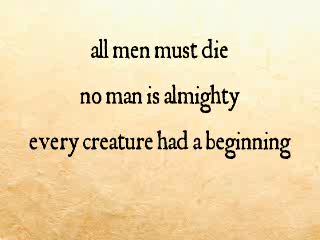 all men must die
no man is almighty
every creature had a beginning